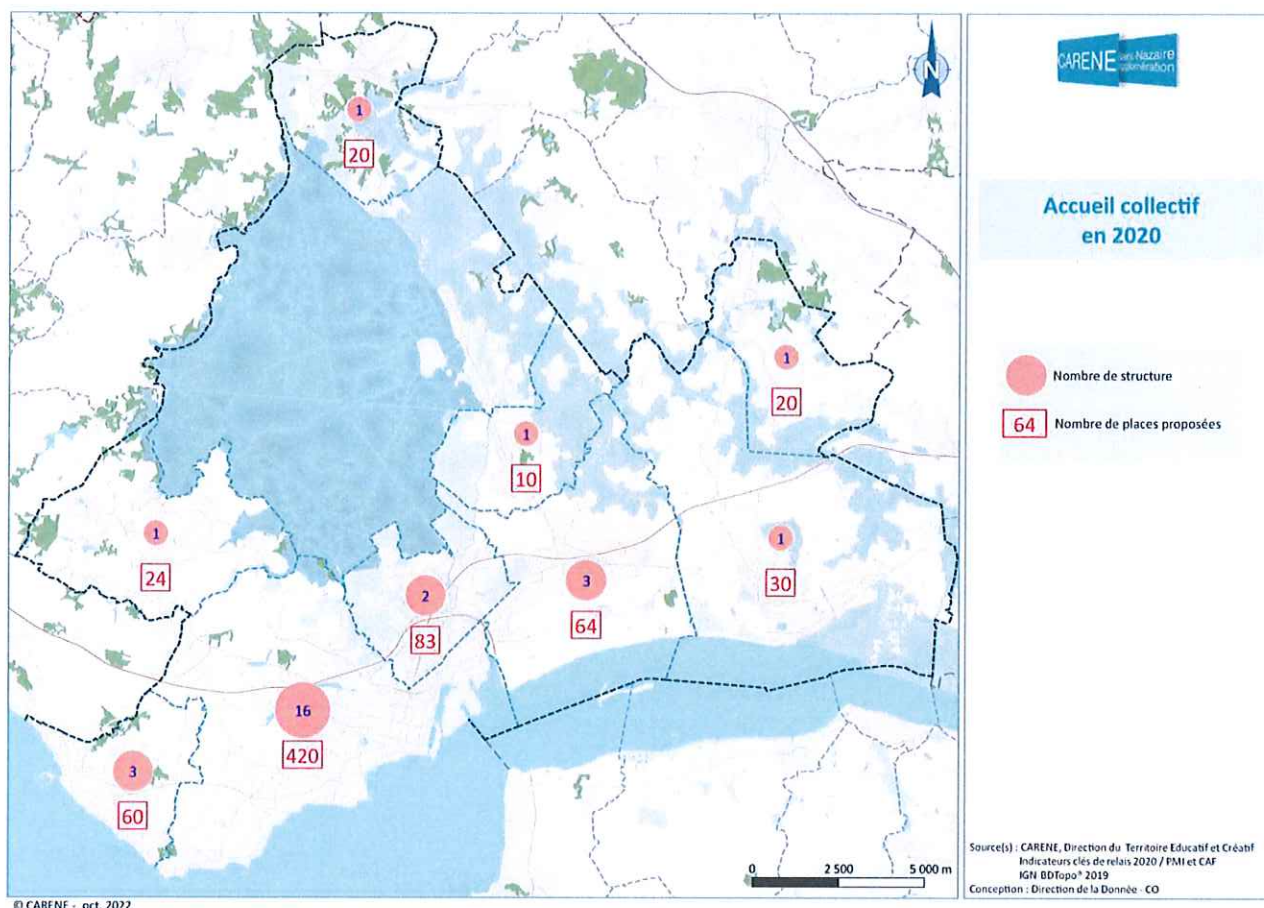 1
20
1
20
1
10
1
24
1
30
3
64
2
83
16
420
3
60
N
0 2 500 5 000 m
© CARENE - oct. 2022
CARENE Saint Nazaire
agglomération
Accueil collectif
en 2020
Nombre de structure
64 Nombre de places proposées
Source(s) : CARENE, Direction du Territoire Educatif et Créatif
Indicateurs clés de relais 2020 / PMI et CAF
IGN BDTopo® 2019
Conception : Direction de la Donnée - CO